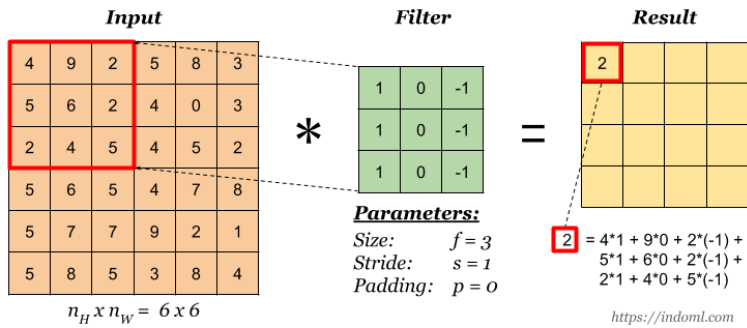 Input
Filter
Result
4 9 2 5 8 3
5 6 2 4 0 3
2 4 5 4 5 2
5 6 5 4 7 8
5 7 7 9 2 1
5 8 5 3 8 4
n_H x n_W = 6 x 6
*
1 0 -1
1 0 -1
1 0 -1
Parameters:
Size: f = 3
Stride: s = 1
Padding: p = 0
=
2
2 = 4*1 + 9*0 + 2*(-1) +
5*1 + 6*0 + 2*(-1) +
2*1 + 4*0 + 5*(-1)
https://indoml.com